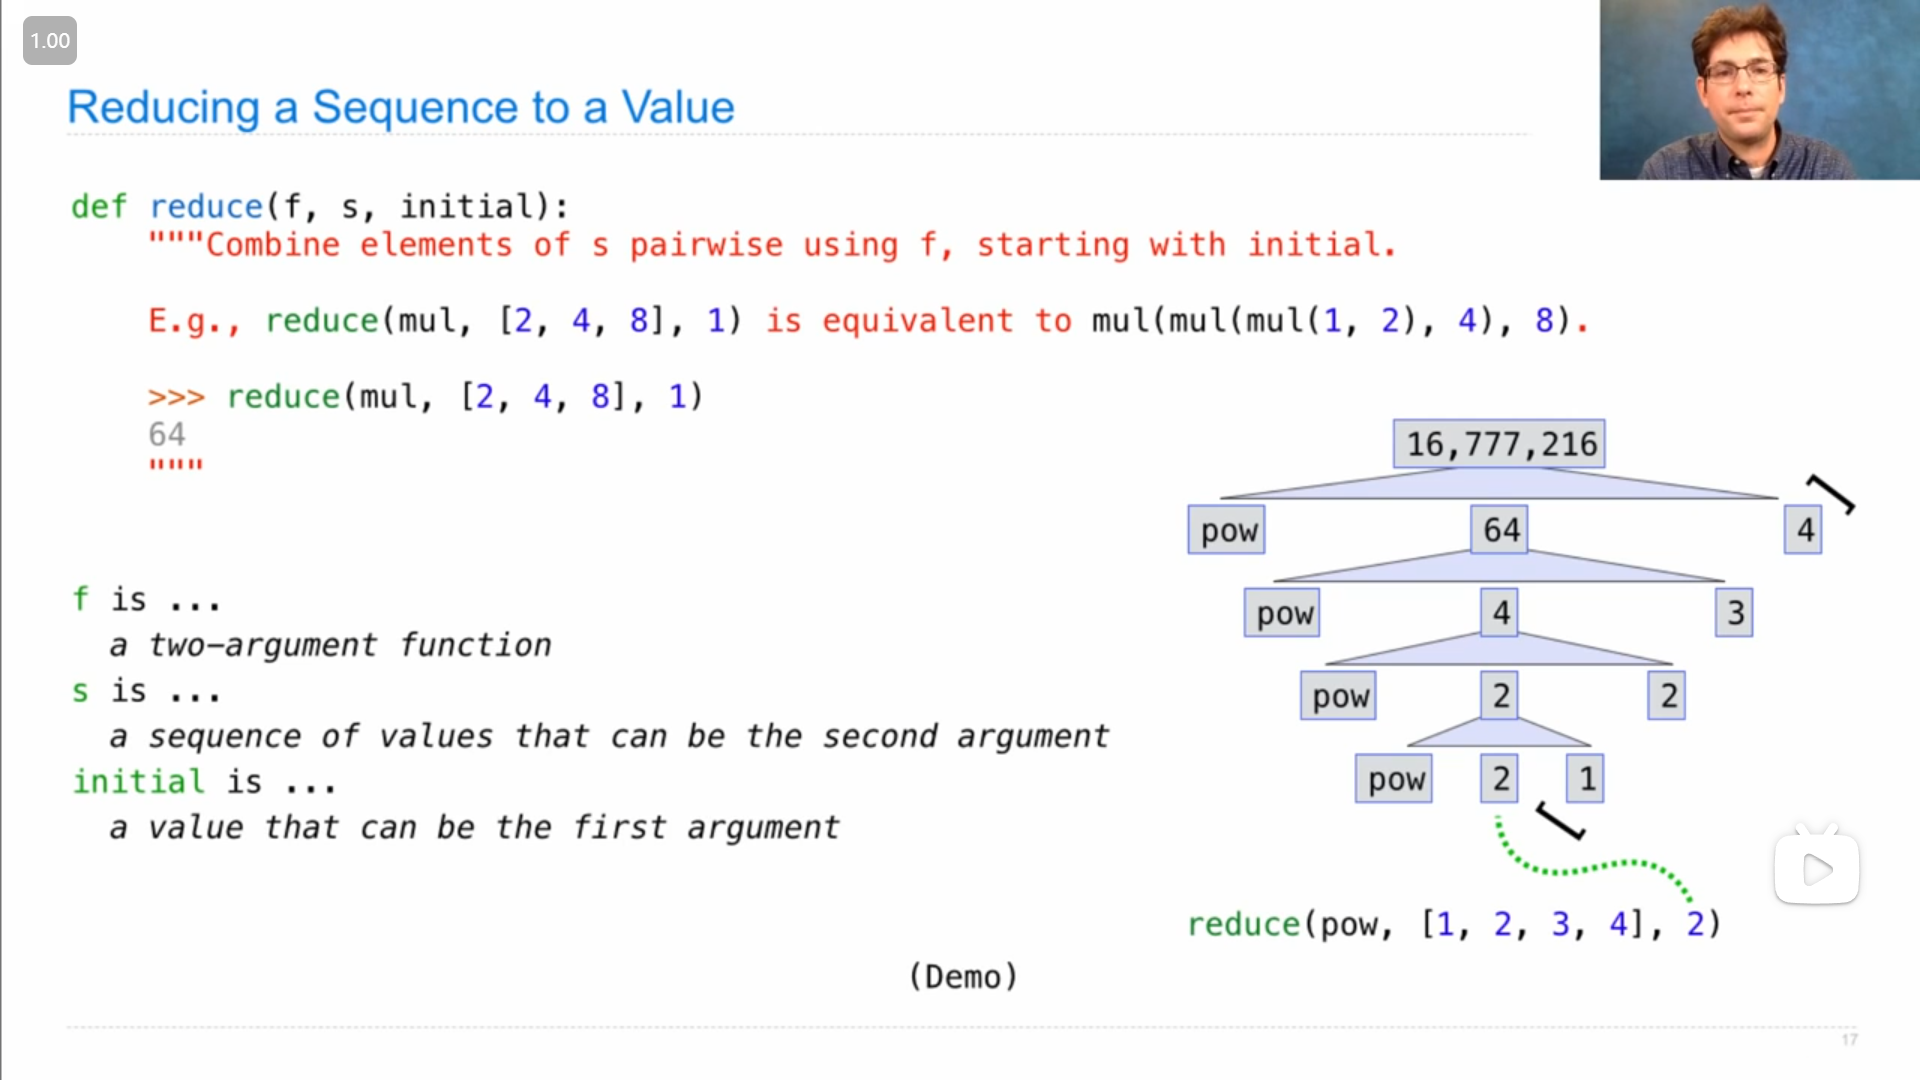 1.00
Reducing a Sequence to a Value
def reduce(f, s, initial):
"""Combine elements of s pairwise using f, starting with initial.
E.g., reduce(mul, [2, 4, 8], 1) is equivalent to mul(mul(mul(1, 2), 4), 8).
>>> reduce(mul, [2, 4, 8], 1)
64
"""
f is ...
a two-argument function
s is ...
a sequence of values that can be the second argument
initial is ...
a value that can be the first argument
16,777,216
pow 64 4 ]
pow 4 3
pow 2 2
pow 2 1
[
reduce(pow, [1, 2, 3, 4], 2)
(Demo)
17